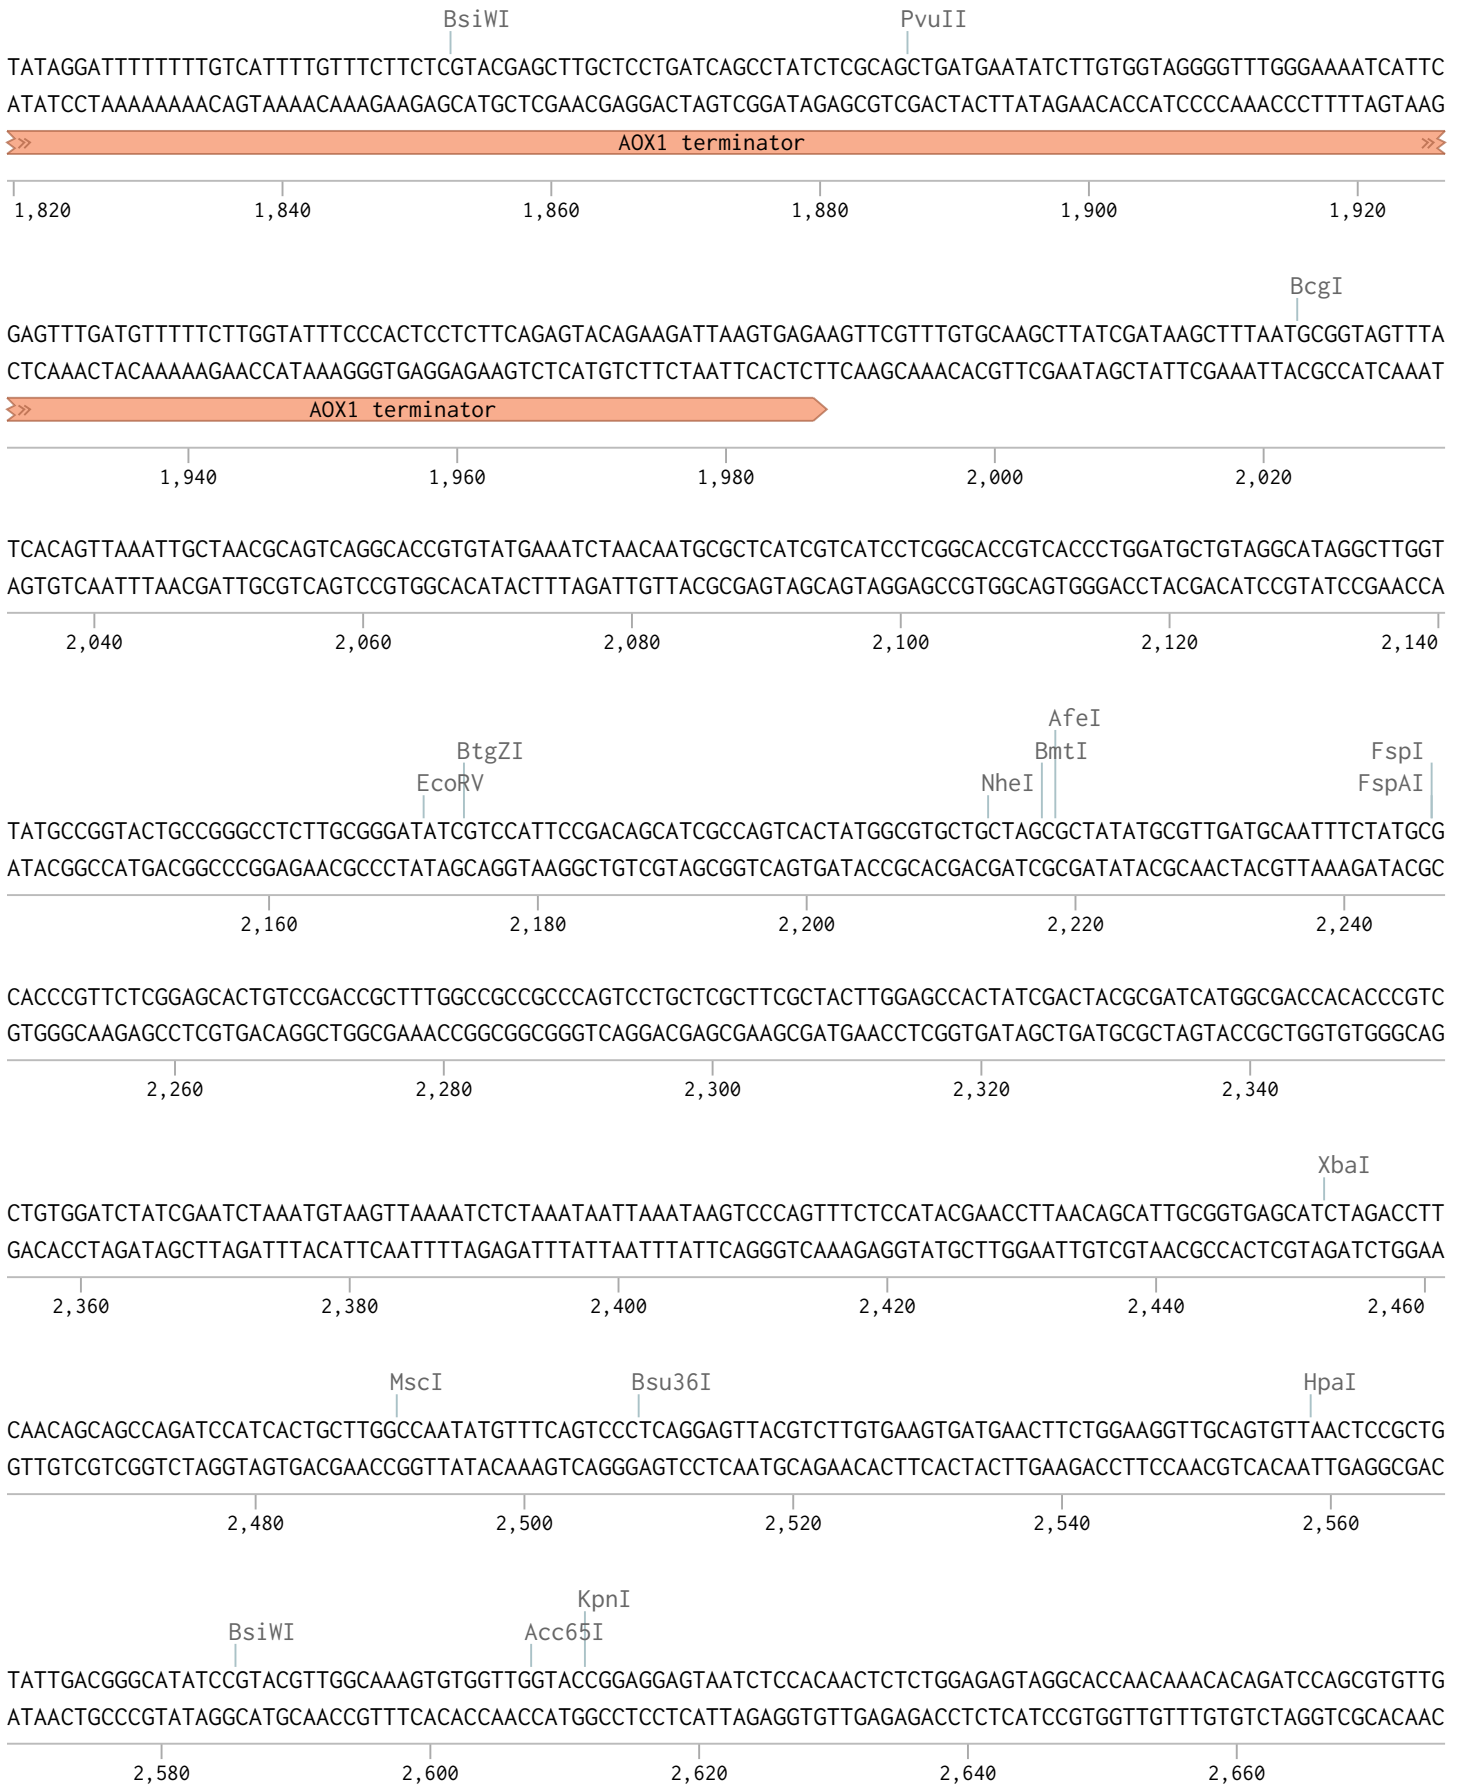 BsiWI PvuII
TATAGGATTTTTTTTTGTCATTTTGTTTCTTCTCGTACGAGCTTGCTCCTGATCAGCCTATCTCGCAGCTGATGAATATCTTGTGGTAGGGGTTTGGGAAAATCATTC
ATATCCTAAAAAAAAACAGTAAAACAAAGAAGAGCATGCTCGAACGAGGACTAGTCGGATAGAGCGTCGACTACTTATAGAACACCATCCCCAAACCCTTTTAGTAAG
AOX1 terminator
1,820 1,840 1,860 1,880 1,900 1,920
BcgI
GAGTTTGATGTTTTTCTTGGTATTTCCCACTCCTCTTCAGAGTACAGAAGATTAAGTGAGAAGTTCGTTTGTGCAAGCTTATCGATAAGCTTTAATGCGGTAGTTTA
CTCAAACTACAAAAAGAACCATAAAGGGTGAGGAGAAGTCTCATGTCTTCTAATTCACTCTTCAAGCAAACACGTTCGAATAGCTATTCGAAATTACGCCATCAAAT
AOX1 terminator
1,940 1,960 1,980 2,000 2,020
TCACAGTTAAATTGCTAACGCAGTCAGGCACCGTGTATGAAATCTAACAATGCGCTCATCGTCATCCTCGGCACCGTCACCCTGGATGCTGTAGGCATAGGCTTGGT
AGTGTCAATTTAACGATTGCGTCAGTCCGTGGCACATACTTTAGATTGTTACGCGAGTAGCAGTAGGAGCCGTGGCAGTGGGACCTACGACATCCGTATCCGAACCA
2,040 2,060 2,080 2,100 2,120 2,140
AfeI
BtgZI BmtI FspI
EcoRV NheI FspAI
TATGCCGGTACTGCCGGGCCTCTTGCGGGATATCGTCCATTCCGACAGCATCGCCAGTCACTATGGCGTGCTGCTAGCGCTATATGCGTTGATGCAATTTCTATGCG
ATACGGCCATGACGGCCCGGAGAACGCCCTATAGCAGGTAAGGCTGTCGTAGCGGTCAGTGATACCGCACGACGATCGCGATATACGCAACTACGTTAAAGATACGC
2,160 2,180 2,200 2,220 2,240
CACCCGTTCTCGGAGCACTGTCCGACCGCTTTGGCCGCCGCCCAGTCCTGCTCGCTTCGCTACTTGGAGCCACTATCGACTACGCGATCATGGCGACCACACCCGTC
GTGGGCAAGAGCCTCGTGACAGGCTGGCGAAACCGGCGGCGGGTCAGGACGAGCGAAGCGATGAACCTCGGTGATAGCTGATGCGCTAGTACCGCTGGTGTGGGCAG
2,260 2,280 2,300 2,320 2,340
XbaI
CTGTGGATCTATCGAATCTAAATGTAAGTTAAAATCTCTAAATAATTAAATAAGTCCCAGTTTCTCCATACGAACCTTAACAGCATTGCGGTGAGCATCTAGACCTT
GACACCTAGATAGCTTAGATTTACATTCAATTTTAGAGATTTATTAATTTATTCAGGGTCAAAGAGGTATGCTTGGAATTGTCGTAACGCCACTCGTAGATCTGGAA
2,360 2,380 2,400 2,420 2,440 2,460
MscI Bsu36I HpaI
CAACAGCAGCCAGATCCATCACTGCTTGGCCAATATGTTTCAGTCCCTCAGGAGTTACGTCTTGTGAAGTGATGAACTTCTGGAAGGTTGCAGTGTTAACTCCGCTG
GTTGTCGTCGGTCTAGGTAGTGACGAACCGGTTATACAAAGTCAGGGAGTCCTCAATGCAGAACACTTCACTACTTGAAGACCTTCCAACGTCACAATTGAGGCGAC
2,480 2,500 2,520 2,540 2,560
KpnI
BsiWI Acc65I
TATTGACGGGCATATCCGTACGTTGGCAAAGTGTGGTTGGTACCGGAGGAGTAATCTCCACAACTCTCTGGAGAGTAGGCACCAACAAACACAGATCCAGCGTGTTG
ATAACTGCCCGTATAGGCATGCAACCGTTTCACACCAACCATGGCCTCCTCATTAGAGGTGTTGAGAGACCTCTCATCCGTGGTTGTTTGTGTCTAGGTCGCACAAC
2,580 2,600 2,620 2,640 2,660